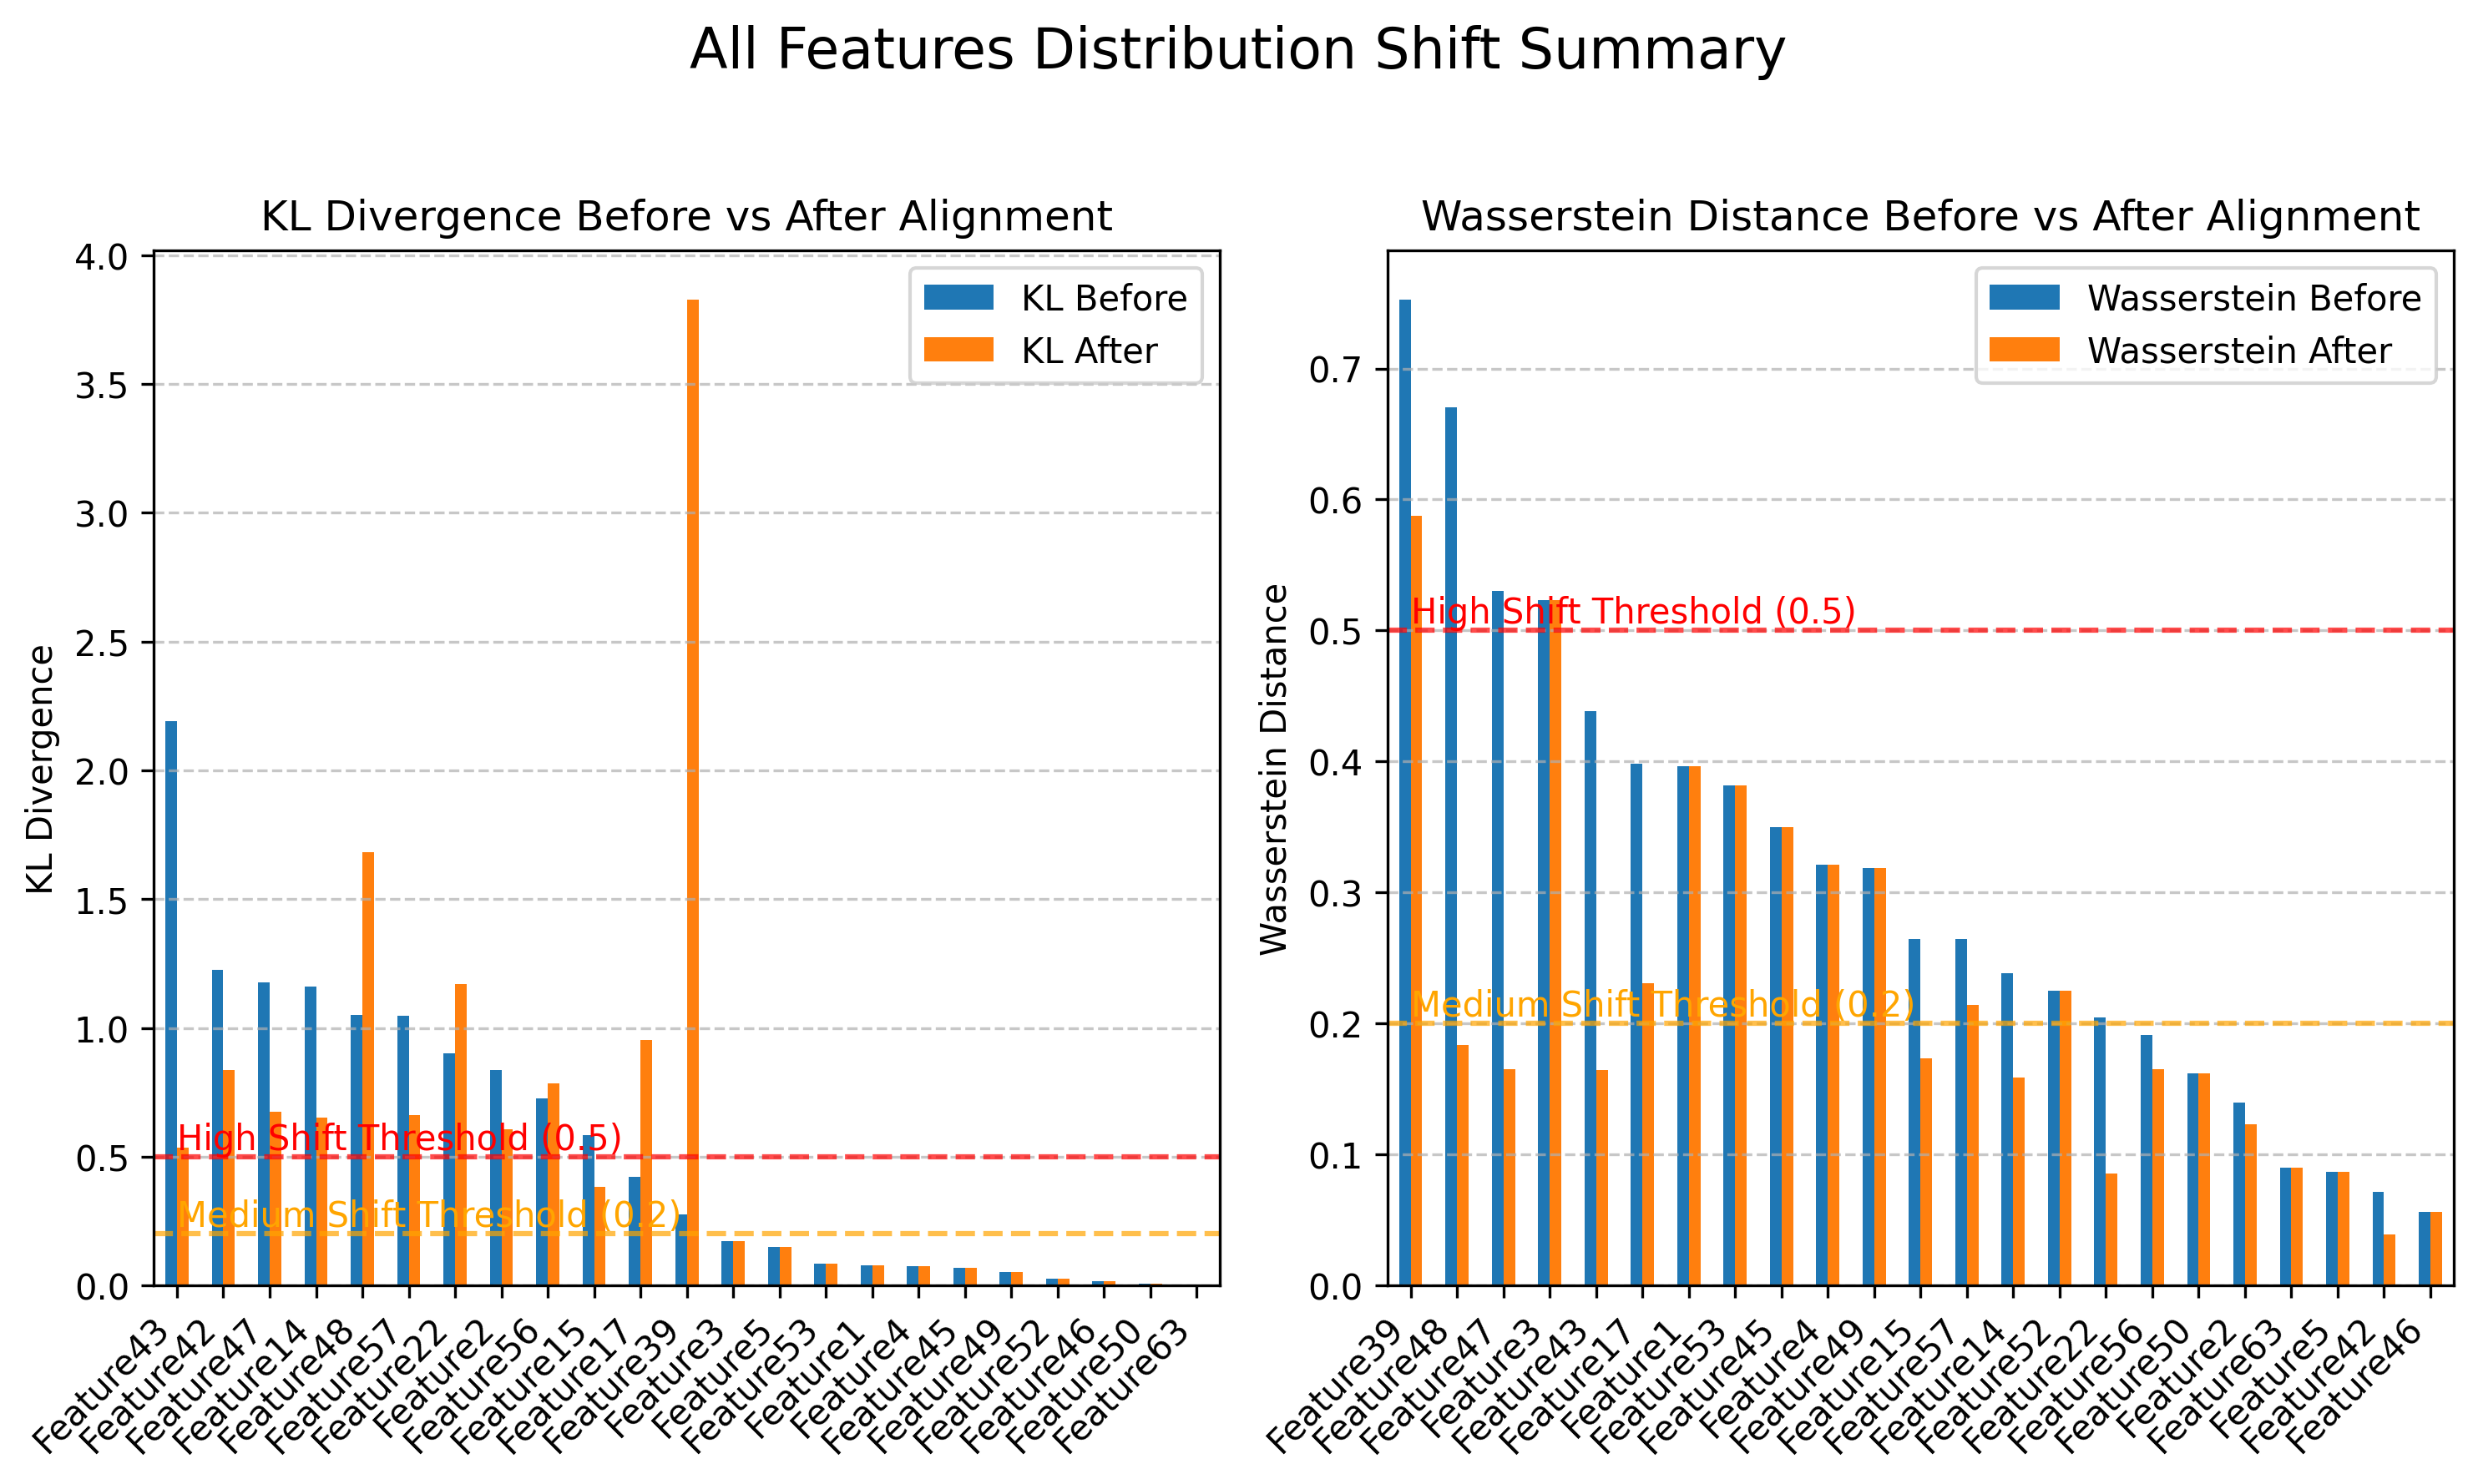 All Features Distribution Shift Summary
KL Divergence Before vs After Alignment
KL Divergence
4.0
3.5
3.0
2.5
2.0
1.5
1.0
0.5
0.0
KL Before
KL After
High Shift Threshold (0.5)
Medium Shift Threshold (0.2)
Feature43
Feature42
Feature47
Feature14
Feature48
Feature57
Feature22
Feature2
Feature56
Feature15
Feature17
Feature39
Feature3
Feature5
Feature53
Feature1
Feature4
Feature45
Feature49
Feature52
Feature46
Feature50
Feature63
Wasserstein Distance Before vs After Alignment
Wasserstein Distance
0.7
0.6
0.5
0.4
0.3
0.2
0.1
0.0
Wasserstein Before
Wasserstein After
High Shift Threshold (0.5)
Medium Shift Threshold (0.2)
Feature39
Feature48
Feature47
Feature3
Feature43
Feature17
Feature1
Feature53
Feature45
Feature4
Feature49
Feature15
Feature57
Feature14
Feature52
Feature22
Feature56
Feature50
Feature2
Feature63
Feature5
Feature42
Feature46